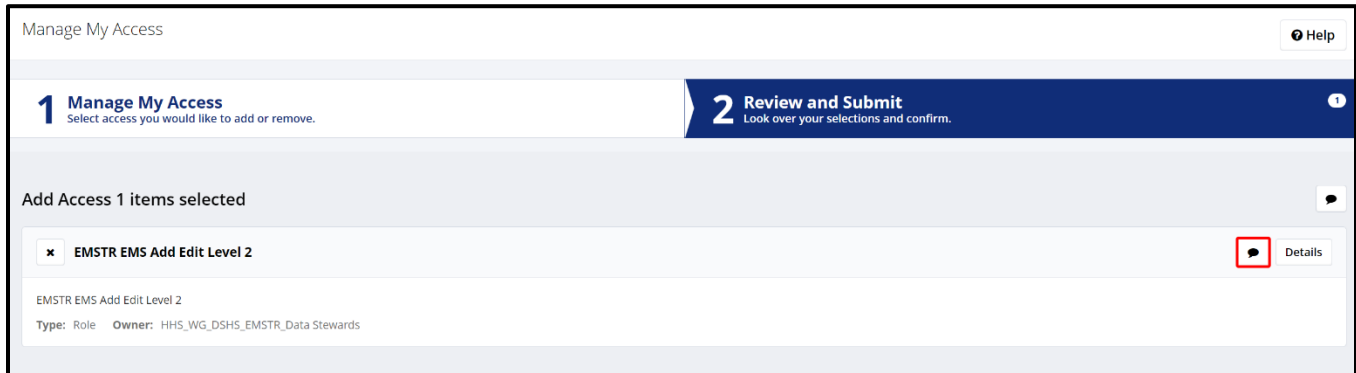 Manage My Access
Help
1 Manage My Access
Select access you would like to add or remove.
2 Review and Submit
Look over your selections and confirm.
1
Add Access 1 items selected
EMSTR EMS Add Edit Level 2
Details
EMSTR EMS Add Edit Level 2
Type: Role Owner: HHS_WG_DSHS_EMSTR_Data Stewards